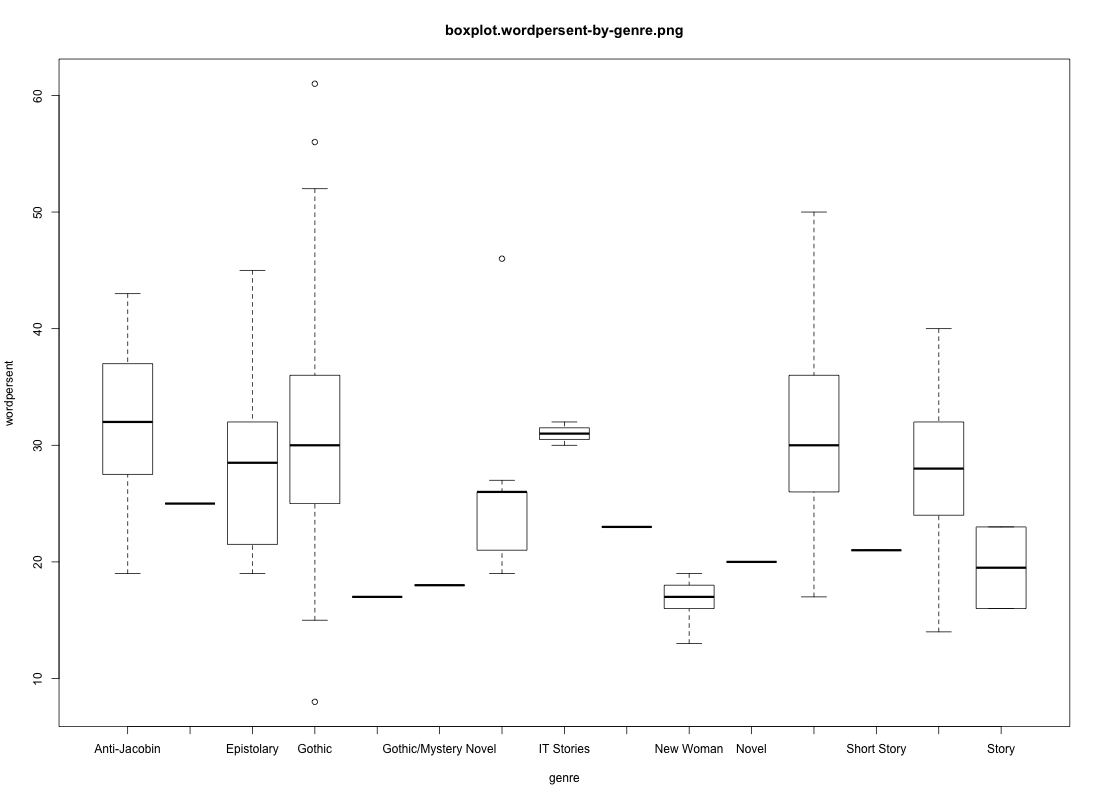 boxplot.wordpersent-by-genre.png
60
50
40
30
20
10
wordpersent
Anti-Jacobin Epistolary Gothic Gothic/Mystery Novel IT Stories New Woman Novel Short Story Story
genre